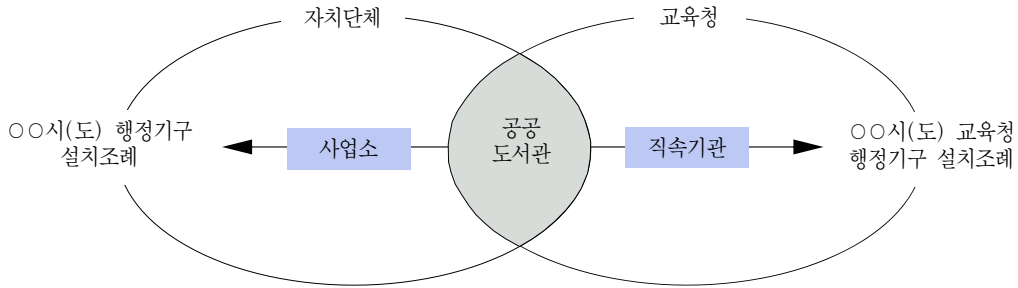 자치단체
교육청
○○시(도) 행정기구
설치조례
사업소
공공
도서관
직속기관
○○시(도) 교육청
행정기구 설치조례